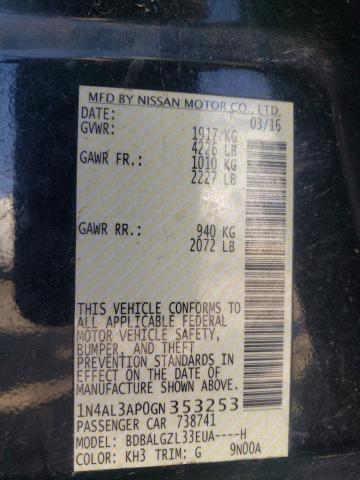 MFD BY NISSAN MOTOR CO., LTD.
DATE: 03/16
GVWR: 1917 KG
4226 LB
GAWR FR.: 1010 KG
2227 LB
GAWR RR.: 940 KG
2072 LB
THIS VEHICLE CONFORMS TO
ALL APPLICABLE FEDERAL
MOTOR VEHICLE SAFETY,
BUMPER, AND THEFT
PREVENTION STANDARDS IN
EFFECT ON THE DATE OF
MANUFACTURE SHOWN ABOVE.
1N4AL3AP0GN 353253
PASSENGER CAR 738741
MODEL: BDBALGZL33EUA----H
COLOR: KH3 TRIM: G 9N00A